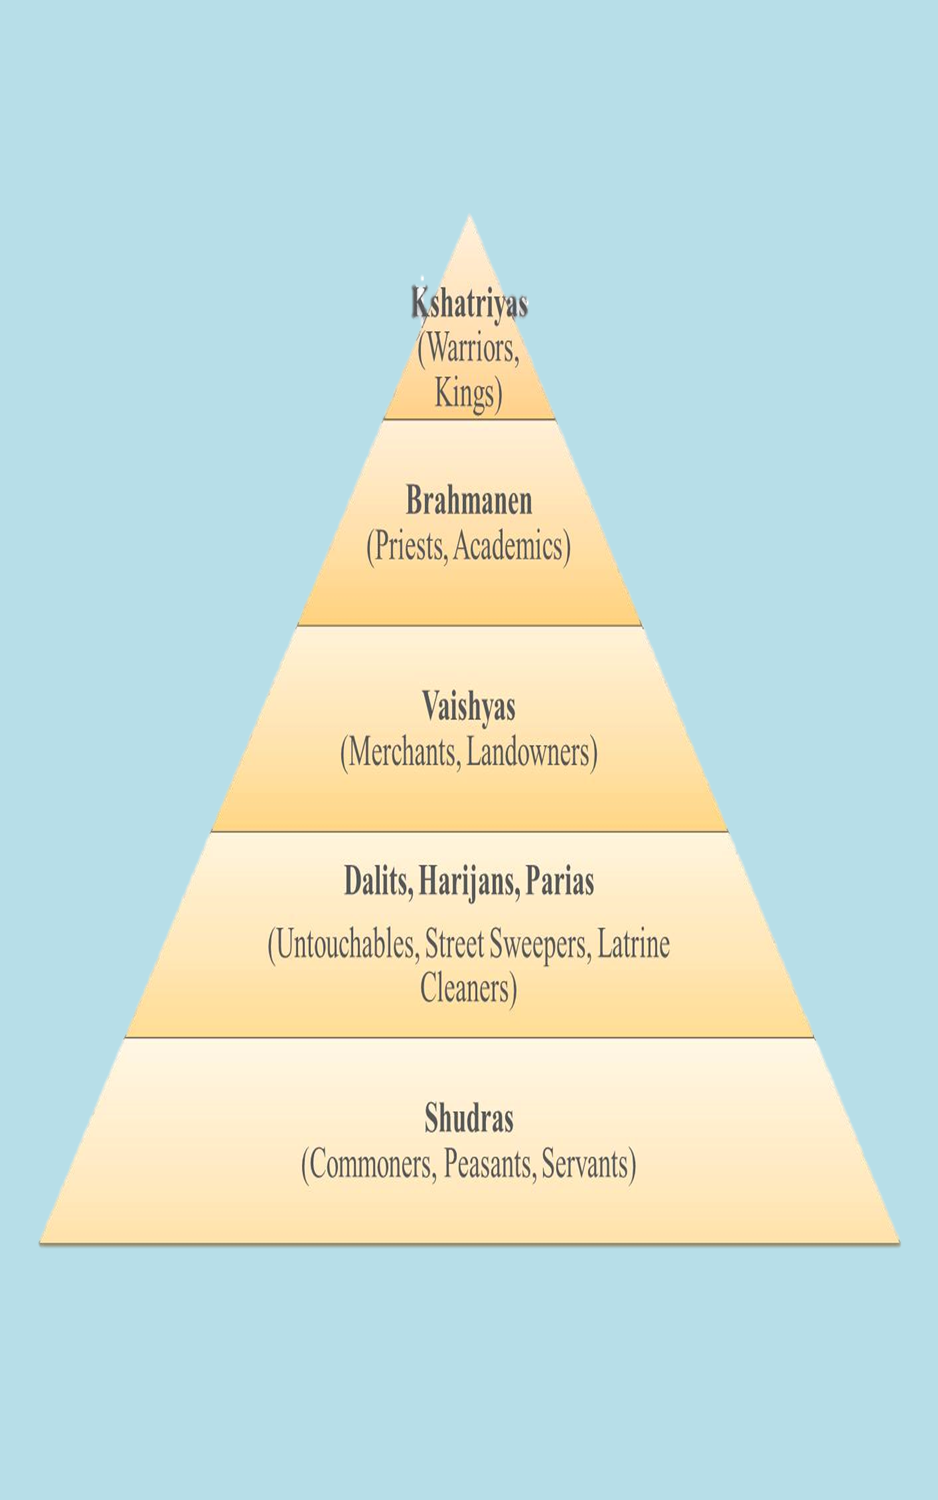 Kshatriyas
(Warriors,
Kings)
Brahmanen
(Priests, Academics)
Vaishyas
(Merchants, Landowners)
Dalits, Harijans, Parias
(Untouchables, Street Sweepers, Latrine
Cleaners)
Shudras
(Commoners, Peasants, Servants)